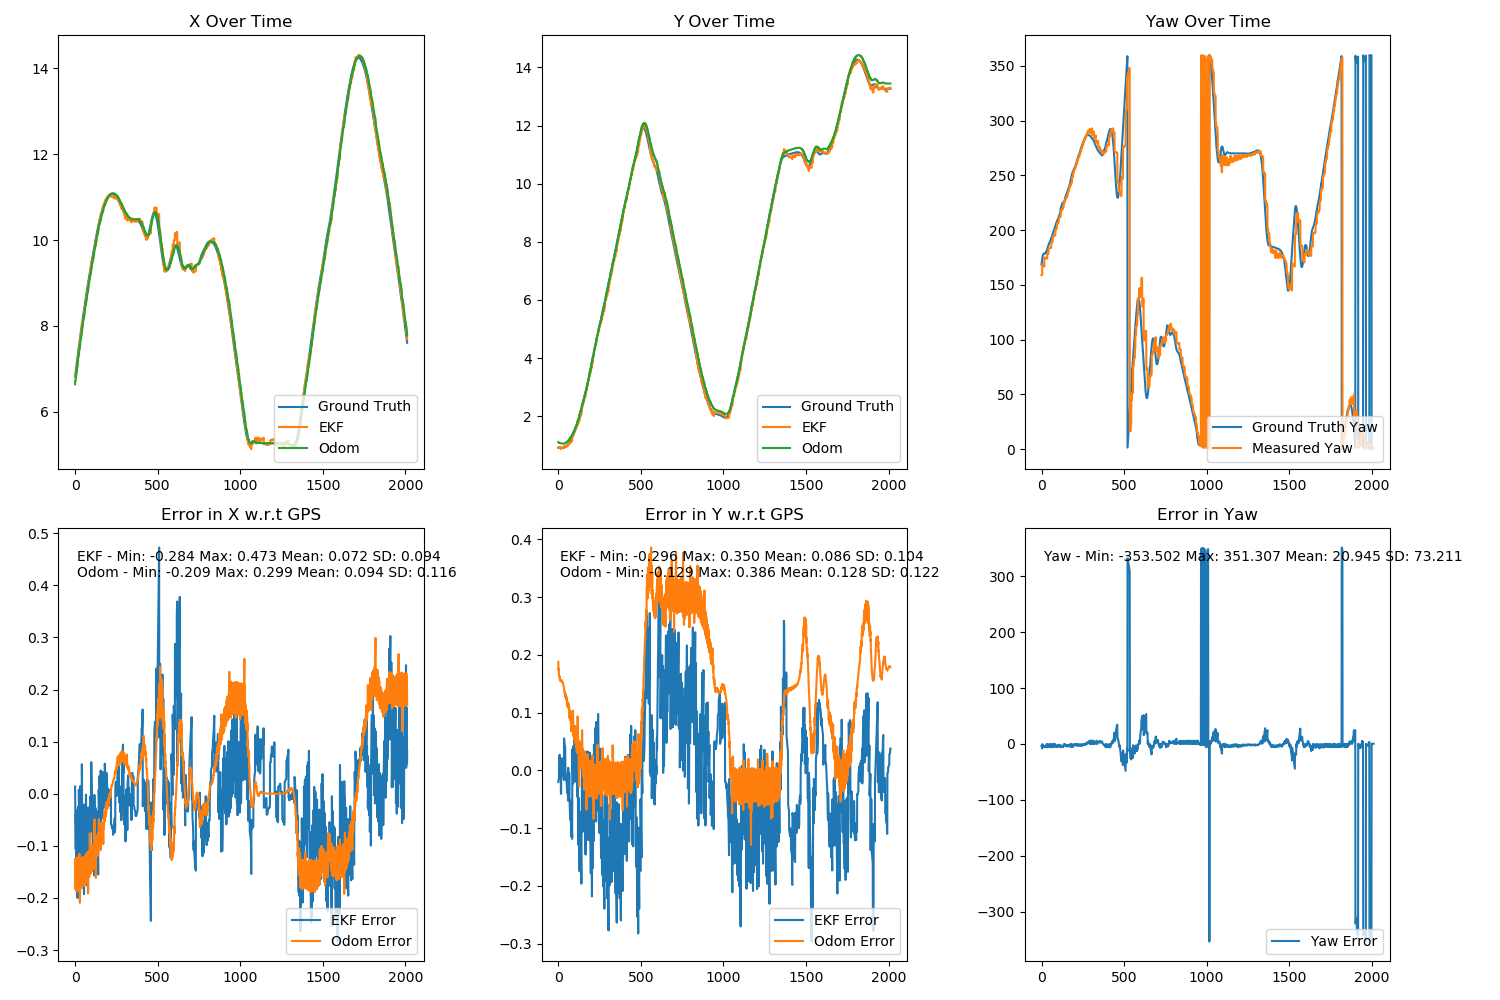 X Over Time
14
12
10
8
6
0 500 1000 1500 2000
Ground Truth
EKF
Odom
Y Over Time
14
12
10
8
6
4
2
0 500 1000 1500 2000
Ground Truth
EKF
Odom
Yaw Over Time
350
300
250
200
150
100
50
0
0 500 1000 1500 2000
Ground Truth Yaw
Measured Yaw
Error in X w.r.t GPS
EKF - Min: -0.284 Max: 0.473 Mean: 0.072 SD: 0.094
Odom - Min: -0.209 Max: 0.299 Mean: 0.094 SD: 0.116
0.5
0.4
0.3
0.2
0.1
0.0
−0.1
−0.2
−0.3
0 500 1000 1500 2000
EKF Error
Odom Error
Error in Y w.r.t GPS
EKF - Min: -0.296 Max: 0.350 Mean: 0.086 SD: 0.104
Odom - Min: -0.129 Max: 0.386 Mean: 0.128 SD: 0.122
0.4
0.3
0.2
0.1
0.0
−0.1
−0.2
−0.3
0 500 1000 1500 2000
EKF Error
Odom Error
Error in Yaw
Yaw - Min: -353.502 Max: 351.307 Mean: 20.945 SD: 73.211
300
200
100
0
−100
−200
−300
0 500 1000 1500 2000
Yaw Error